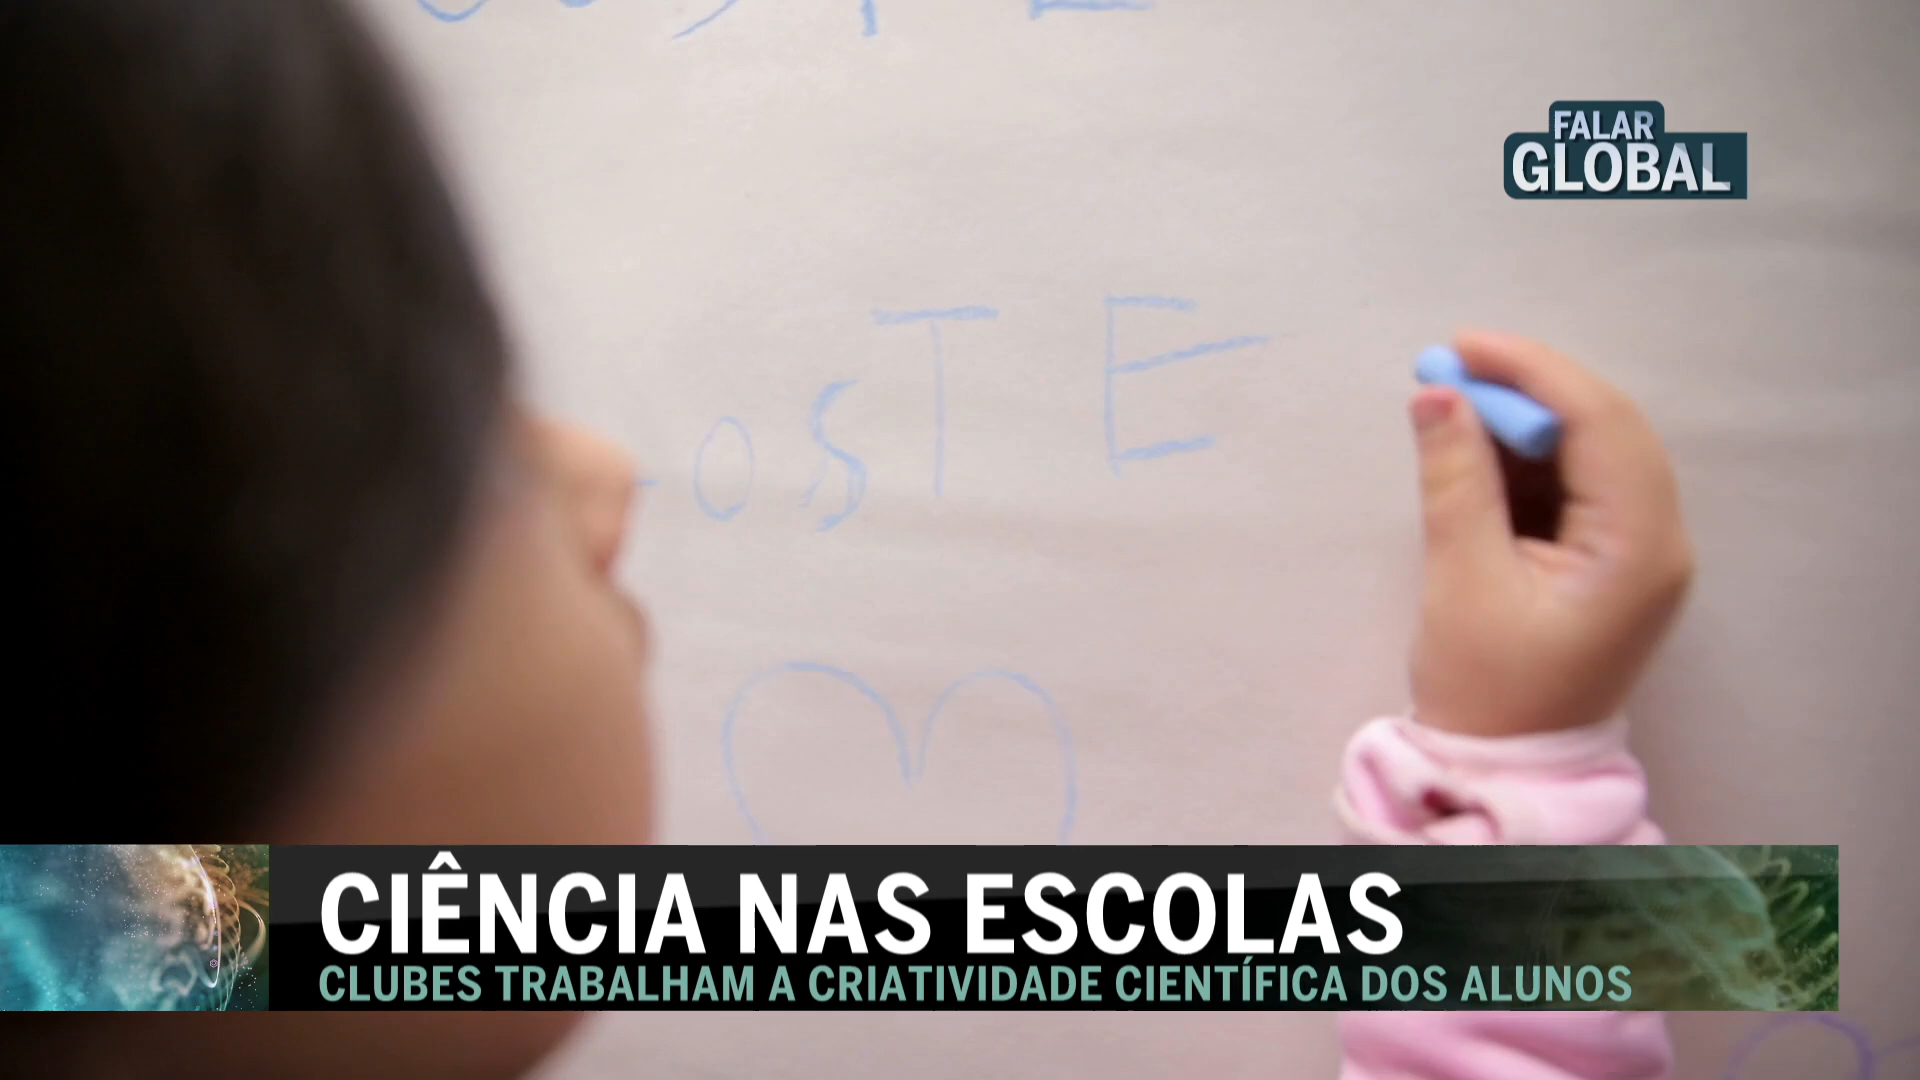 FALAR
GLOBAL
OSTE
CIÊNCIA NAS ESCOLAS
CLUBES TRABALHAM A CRIATIVIDADE CIENTÍFICA DOS ALUNOS